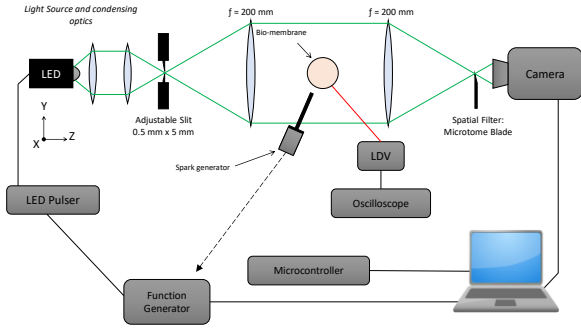 Light Source and condensing
optics
ƒ = 200 mm
ƒ = 200 mm
Bio-membrane
LED
Camera
Adjustable Slit
0.5 mm x 5 mm
Spatial Filter:
Microtome Blade
Y
X
Z
Spark generator
LDV
LED Pulser
Oscilloscope
Microcontroller
Function
Generator